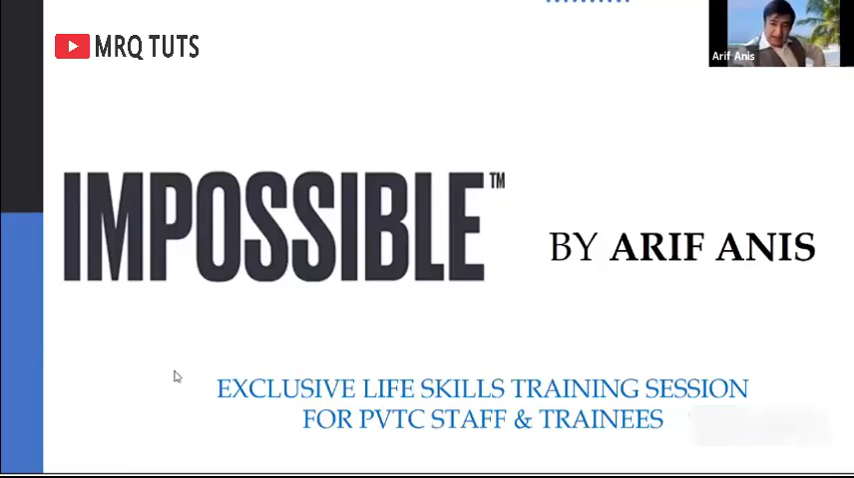 MRQ TUTS
Arif Anis
IMPOSSIBLE™
BY ARIF ANIS
EXCLUSIVE LIFE SKILLS TRAINING SESSION
FOR PVTC STAFF & TRAINEES